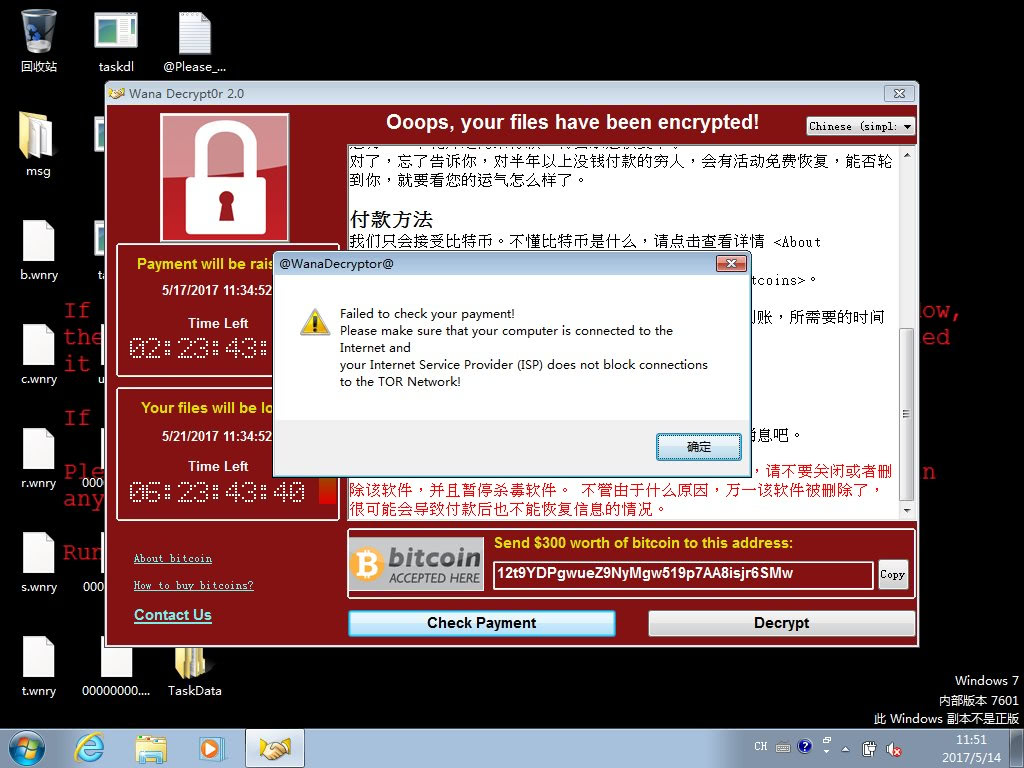 回收站
taskdl
@Please_...
msg
b.wnry
c.wnry
r.wnry
s.wnry
t.wnry
00000000....
TaskData
If
the
it
If
any
Run
Wana Decrypt0r 2.0
Ooops, your files have been encrypted!
Chinese (simpl:
对了，忘了告诉你，对半年以上没钱付款的穷人，会有活动免费恢复，能否轮
到你，就要看您的运气怎么样了。
付款方法
我们只会接受比特币。不懂比特币是什么，请点击查看详情 <About
tcoins>。
账，所需要的时间
息吧。
，请不要关闭或者删
除该软件，并且暂停杀毒软件。 不管由于什么原因，万一该软件被删除了，
很可能会导致付款后也不能恢复信息的情况。
Payment will be rais
5/17/2017 11:34:52
Time Left
02:23:43:
Your files will be lo
5/21/2017 11:34:52
Time Left
06:23:43:40
About bitcoin
How to buy bitcoins?
Contact Us
@WanaDecryptor@
Failed to check your payment!
Please make sure that your computer is connected to the
Internet and
your Internet Service Provider (ISP) does not block connections
to the TOR Network!
确定
bitcoin
ACCEPTED HERE
Send $300 worth of bitcoin to this address:
12t9YDPgwueZ9NyMgw519p7AA8isjr6SMw
Copy
Check Payment
Decrypt
ow,
ed
n
Windows 7
内部版本 7601
此 Windows 副本不是正版
CH
11:51
2017/5/14